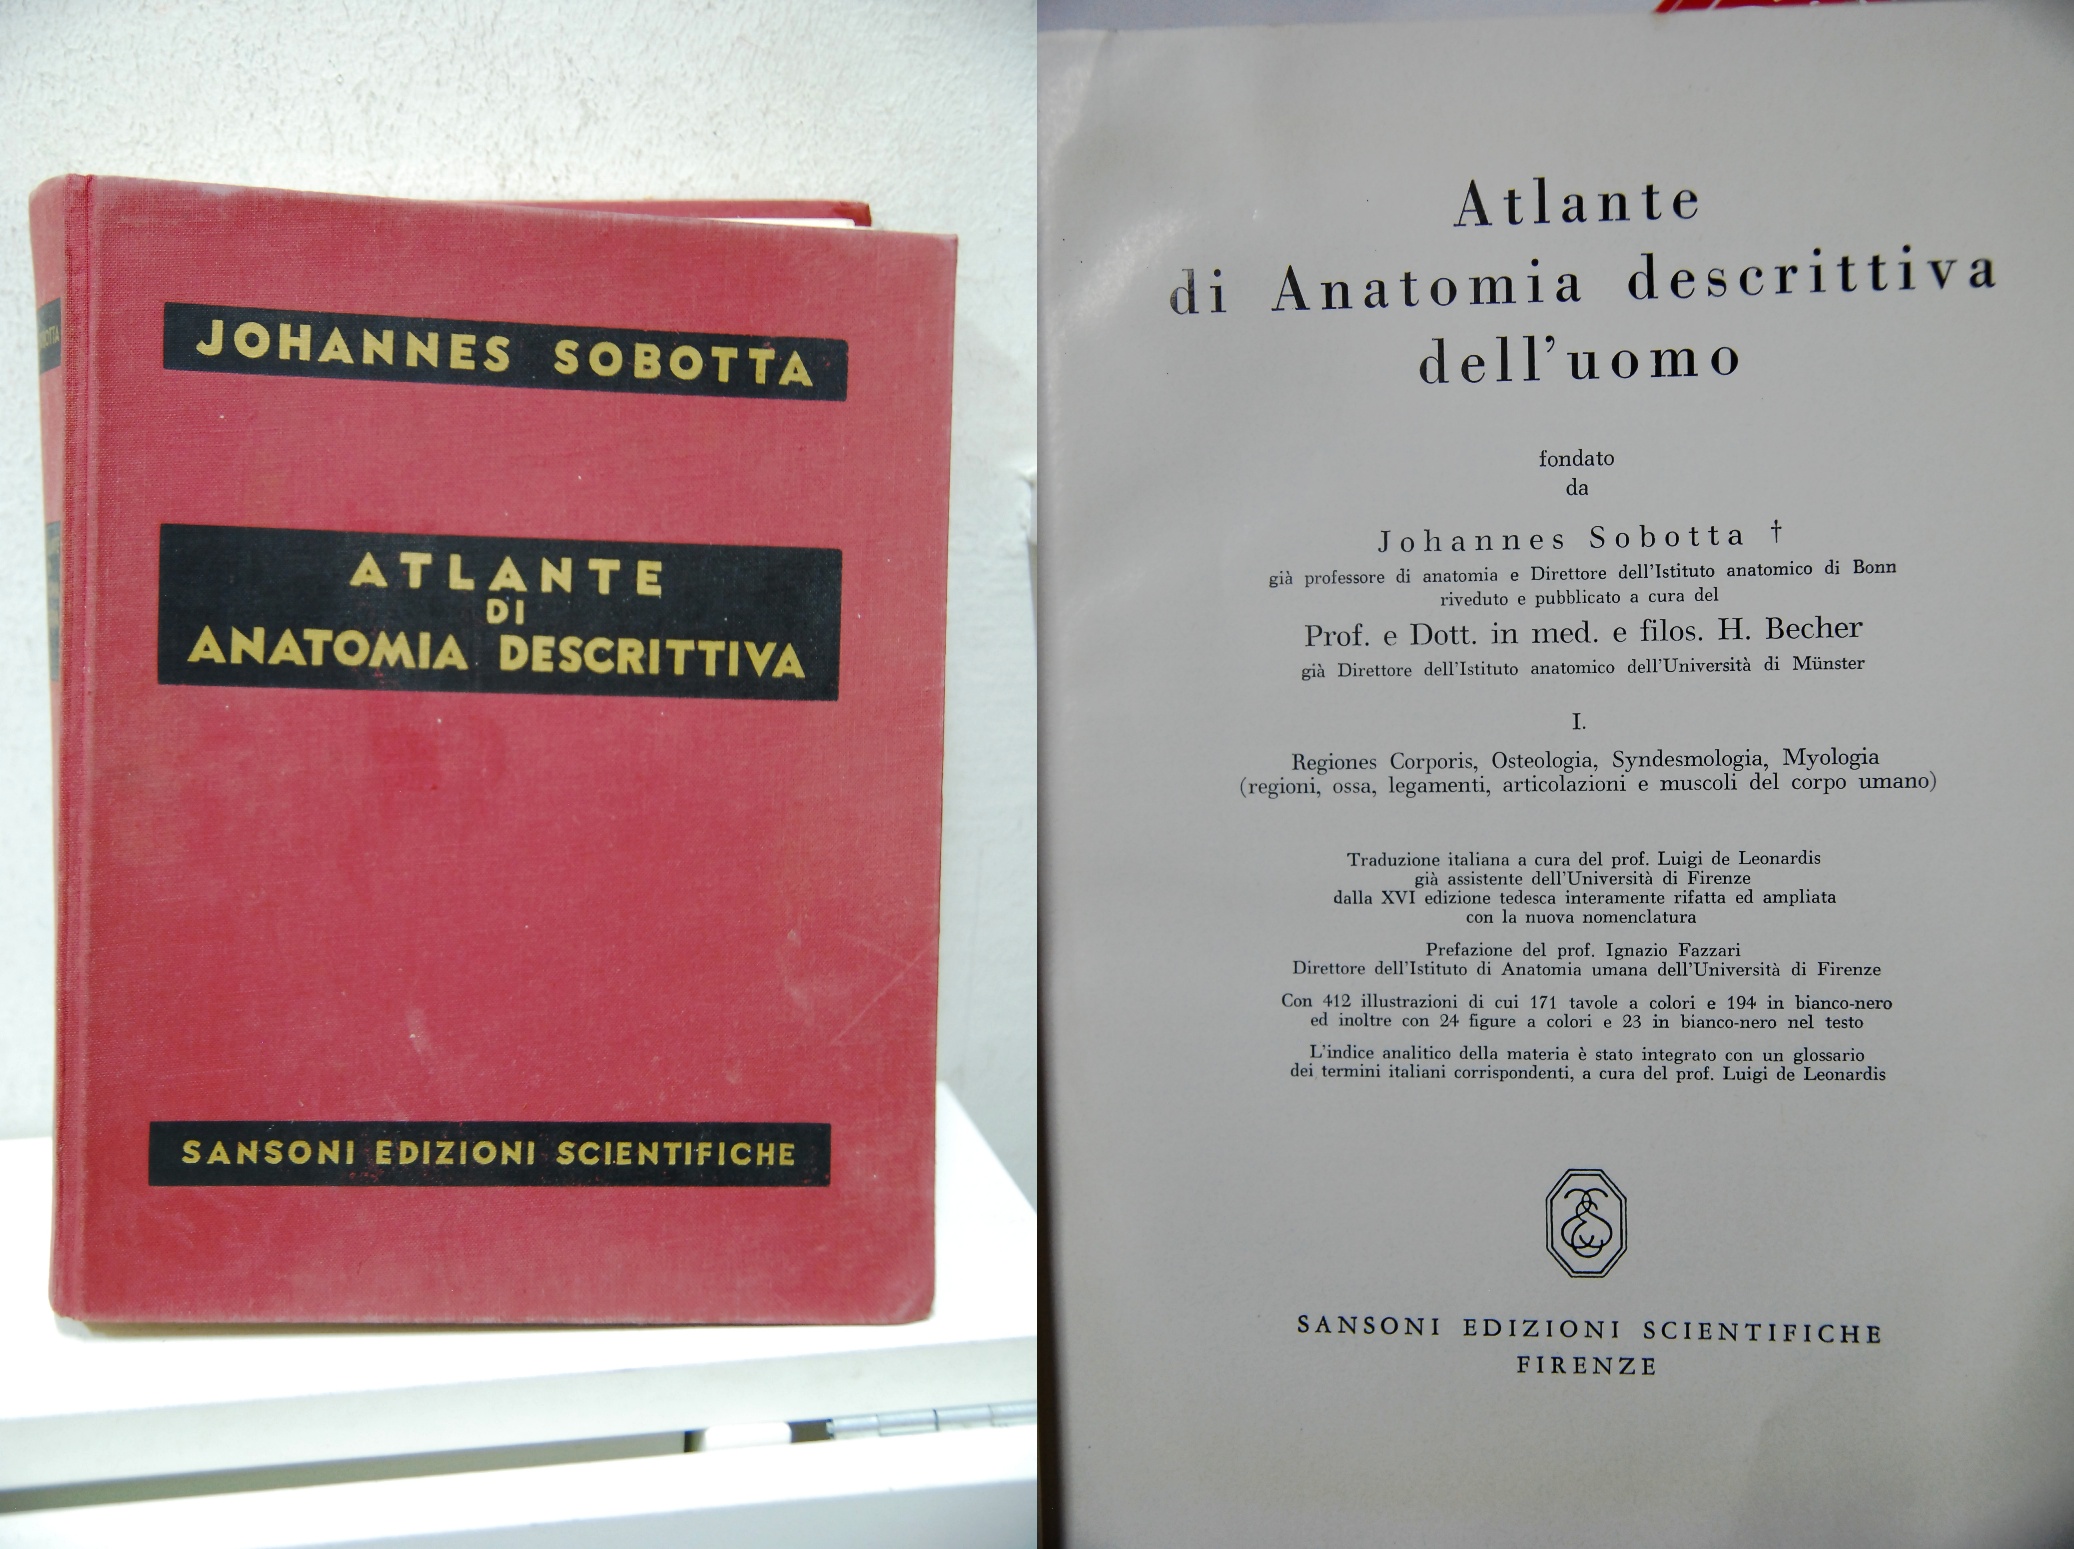 JOHANNES SOBOTTA
ATLANTE
DI
ANATOMIA DESCRITTIVA
SANSONI EDIZIONI SCIENTIFICHE
Atlante
di Anatomia descrittiva
dell'uomo
fondato
da
Johannes Sobotta †
già professore di anatomia e Direttore dell'Istituto anatomico di Bonn
riveduto e pubblicato a cura del
Prof. e Dott. in med. e filos. H. Becher
già Direttore dell'Istituto anatomico dell'Università di Münster
I.
Regiones Corporis, Osteologia, Syndesmologia, Myologia
(regioni, ossa, legamenti, articolazioni e muscoli del corpo umano)
Traduzione italiana a cura del prof. Luigi de Leonardis
già assistente dell'Università di Firenze
dalla XVI edizione tedesca interamente rifatta ed ampliata
con la nuova nomenclatura
Prefazione del prof. Ignazio Fazzari
Direttore dell'Istituto di Anatomia umana dell'Università di Firenze
Con 412 illustrazioni di cui 171 tavole a colori e 194 in bianco-nero
ed inoltre con 24 figure a colori e 23 in bianco-nero nel testo
L'indice analitico della materia è stato integrato con un glossario
dei termini italiani corrispondenti, a cura del prof. Luigi de Leonardis
SANSONI EDIZIONI SCIENTIFICHE
FIRENZE